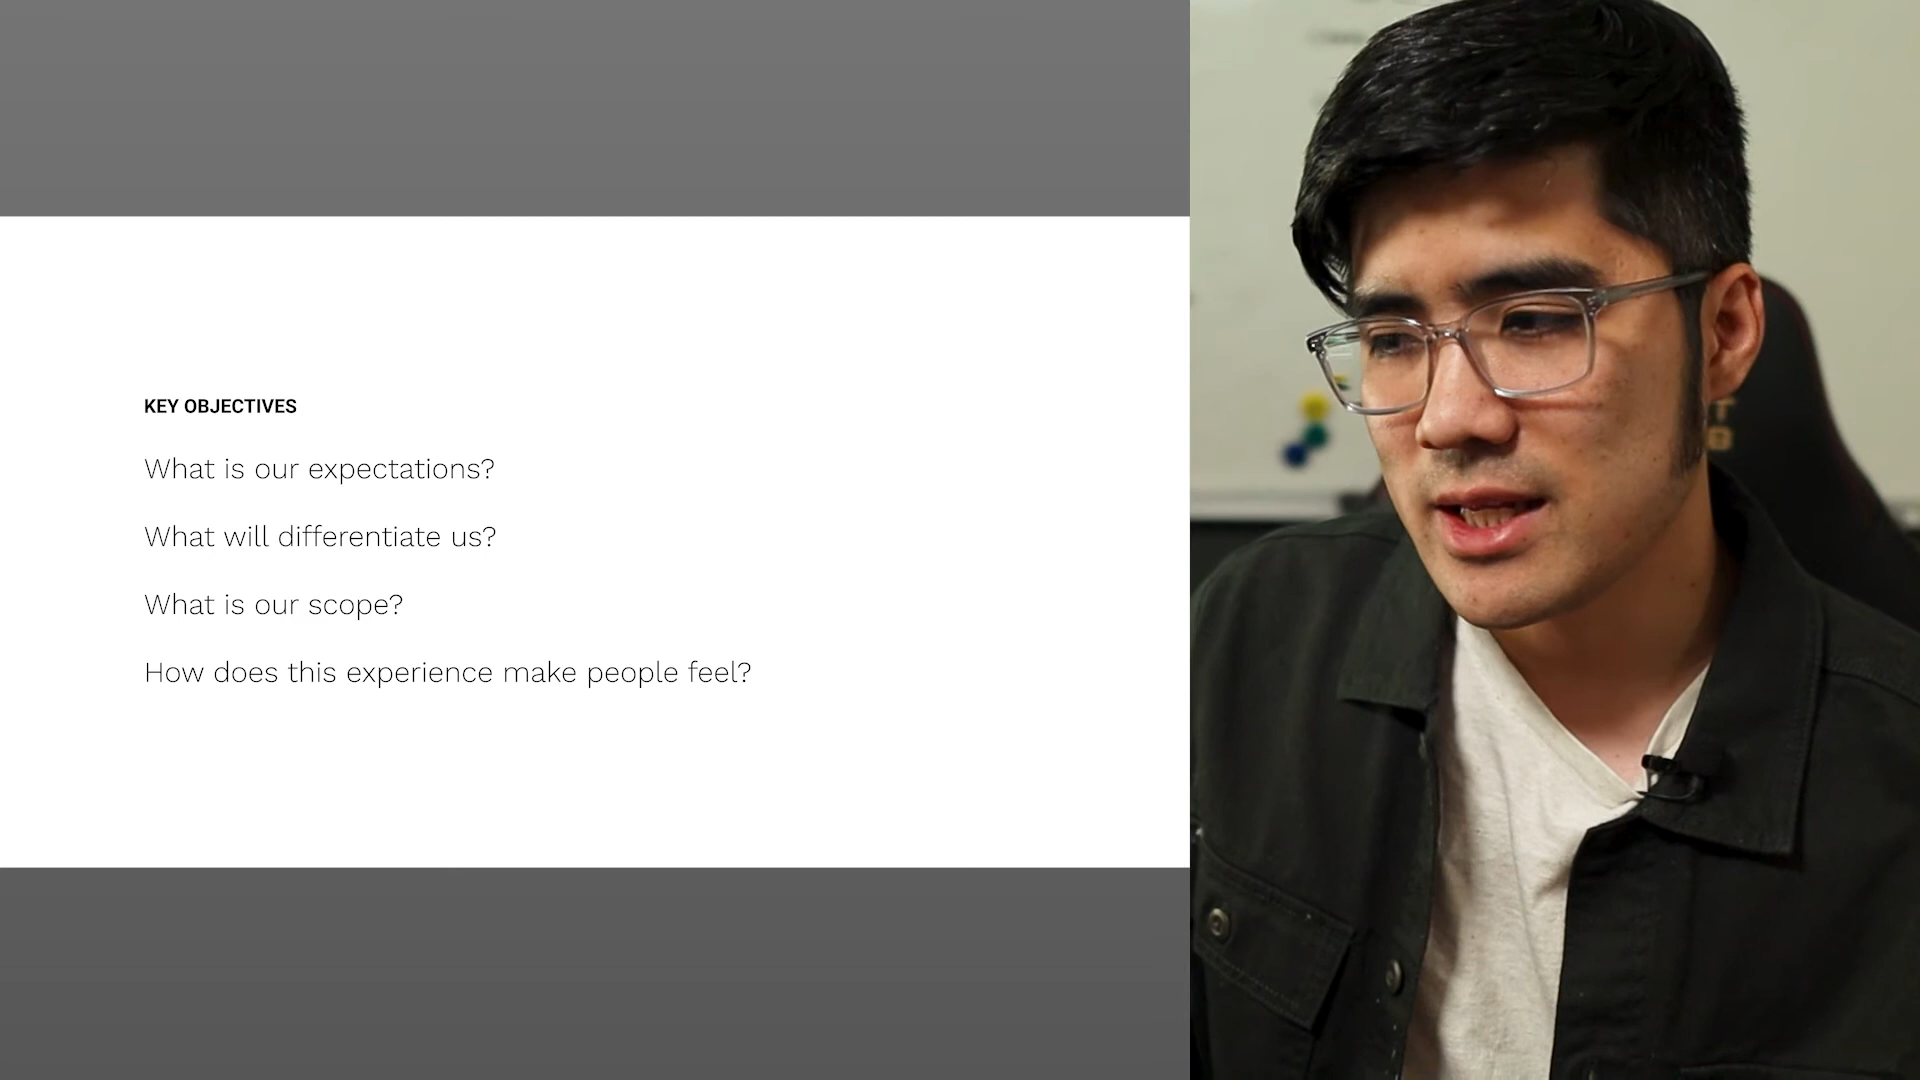 KEY OBJECTIVES
What is our expectations?
What will differentiate us?
What is our scope?
How does this experience make people feel?